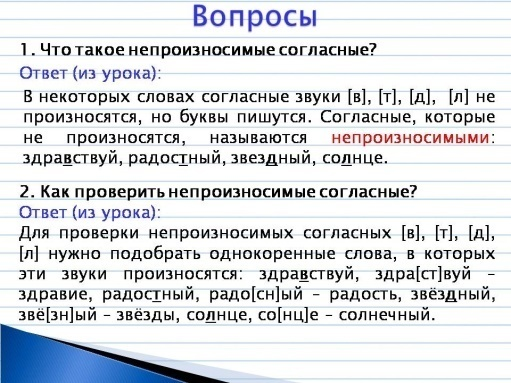 Вопросы
1. Что такое непроизносимые согласные?
Ответ (из урока):
В некоторых словах согласные звуки [в], [т], [д], [л] не
произносятся, но буквы пишутся. Согласные, которые
не произносятся, называются непроизносимыми:
здравствуй, радостный, звездный, солнце.
2. Как проверить непроизносимые согласные?
Ответ (из урока):
Для проверки непроизносимых согласных [в], [т], [д],
[л] нужно подобрать однокоренные слова, в которых
эти звуки произносятся: здравствуй, здра[ст]вуй –
здравие, радостный, радо[сн]ый – радость, звёздный,
звё[зн]ый – звёзды, солнце, со[нц]е – солнечный.